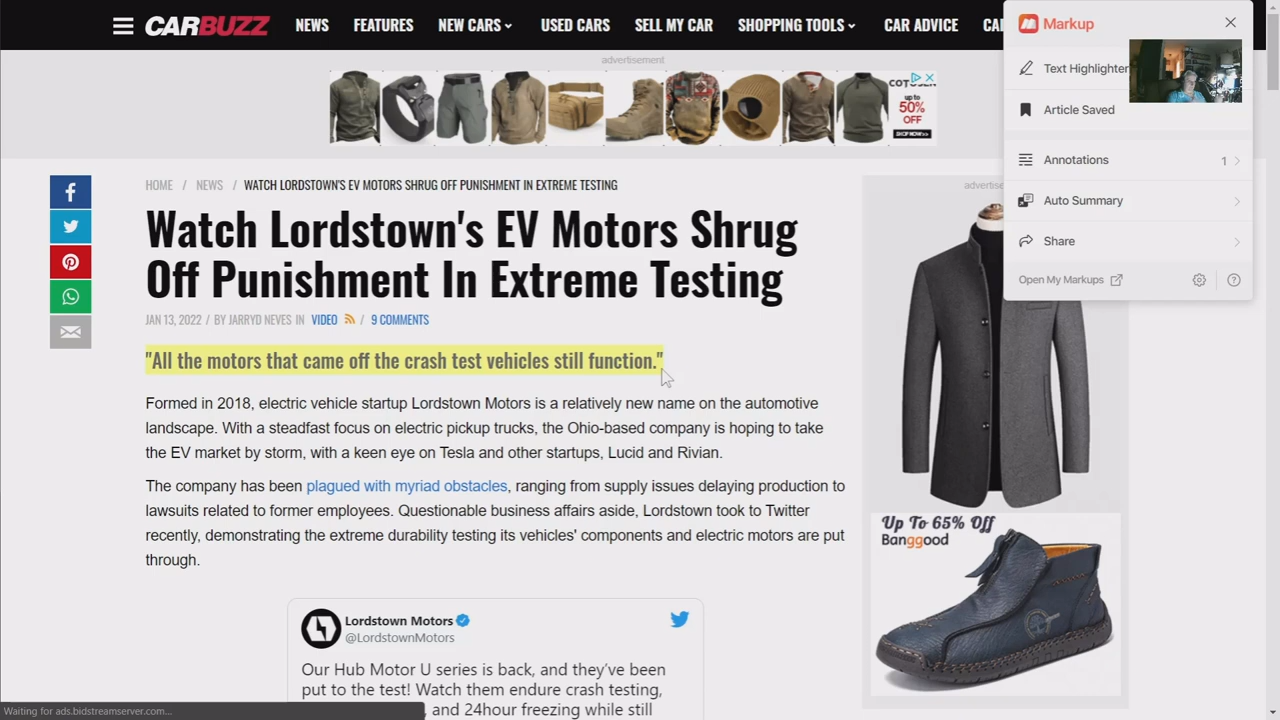 CARBUZZ
NEWS
FEATURES
NEW CARS
USED CARS
SELL MY CAR
SHOPPING TOOLS
CAR ADVICE
advertisement
up to
50%
OFF
SHOP NOW>>
HOME / NEWS / WATCH LORDSTOWN'S EV MOTORS SHRUG OFF PUNISHMENT IN EXTREME TESTING
Watch Lordstown's EV Motors Shrug
Off Punishment In Extreme Testing
JAN 13, 2022 / BY JARRYD NEVES IN VIDEO / 9 COMMENTS
"All the motors that came off the crash test vehicles still function."
Formed in 2018, electric vehicle startup Lordstown Motors is a relatively new name on the automotive
landscape. With a steadfast focus on electric pickup trucks, the Ohio-based company is hoping to take
the EV market by storm, with a keen eye on Tesla and other startups, Lucid and Rivian.
The company has been plagued with myriad obstacles, ranging from supply issues delaying production to
lawsuits related to former employees. Questionable business affairs aside, Lordstown took to Twitter
recently, demonstrating the extreme durability testing its vehicles' components and electric motors are put
through.
Lordstown Motors
@LordstownMotors
Our Hub Motor U series is back, and they've been
put to the test! Watch them endure crash testing,
, and 24hour freezing while still
Markup
Text Highlighter
Article Saved
Annotations 1
Auto Summary
Share
Open My Markups
Up To 65% Off
Banggood
Waiting for ads.bidstreamserver.com...